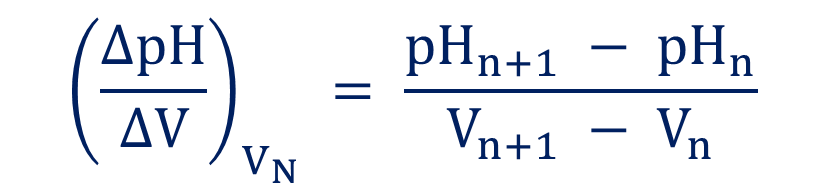 (ΔpH/ΔV)_{V_N} = (pH_{n+1} − pH_n)/(V_{n+1} − V_n)